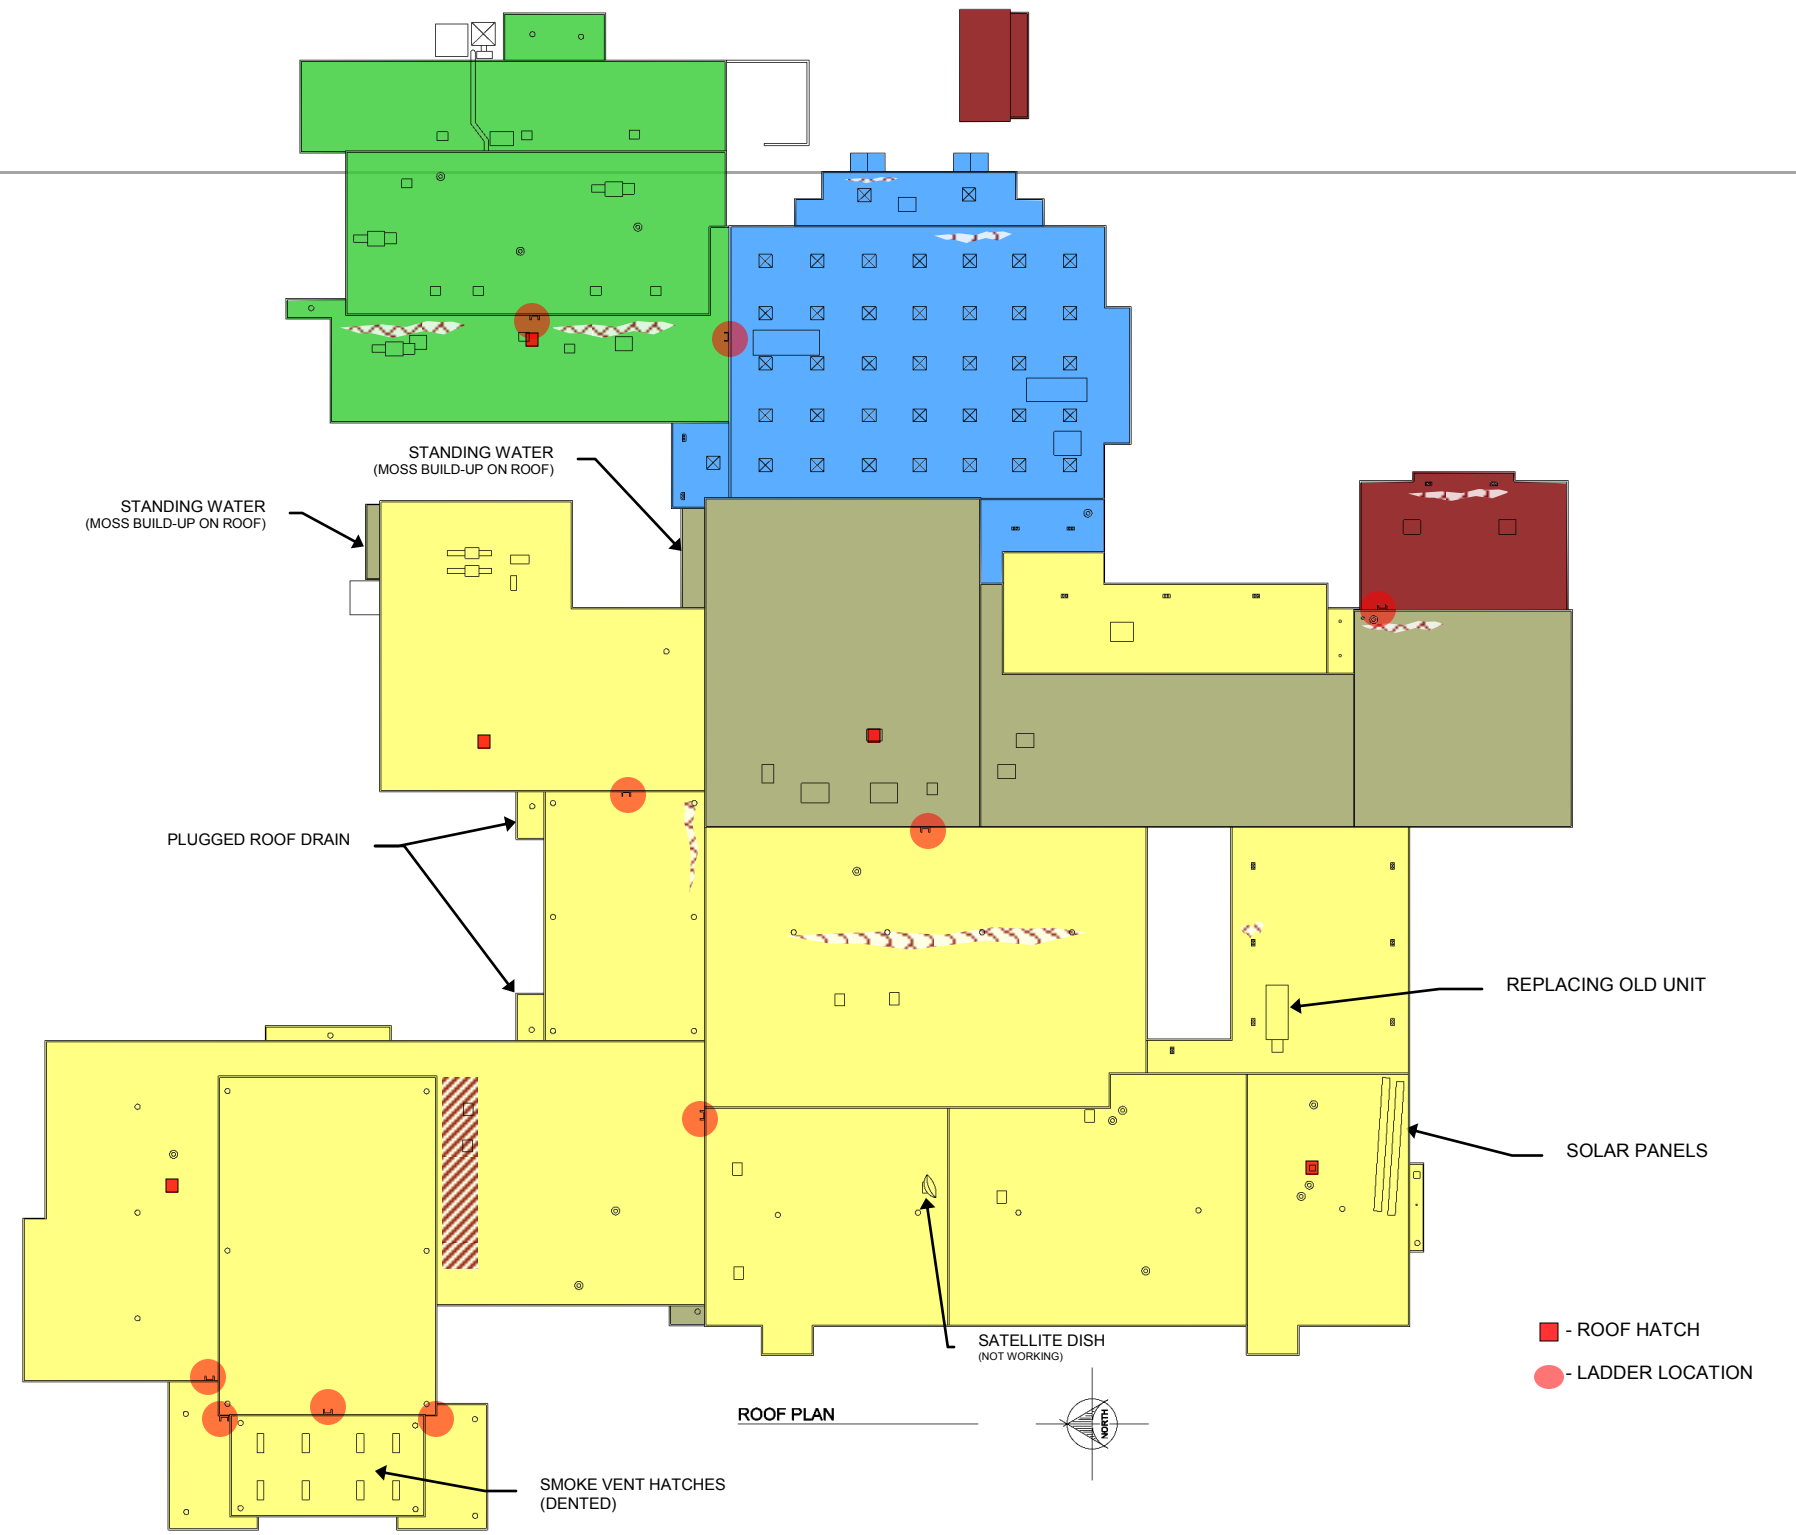 STANDING WATER
(MOSS BUILD-UP ON ROOF)
STANDING WATER
(MOSS BUILD-UP ON ROOF)
PLUGGED ROOF DRAIN
REPLACING OLD UNIT
SOLAR PANELS
SATELLITE DISH
(NOT WORKING)
- ROOF HATCH
- LADDER LOCATION
ROOF PLAN
NORTH
SMOKE VENT HATCHES
(DENTED)